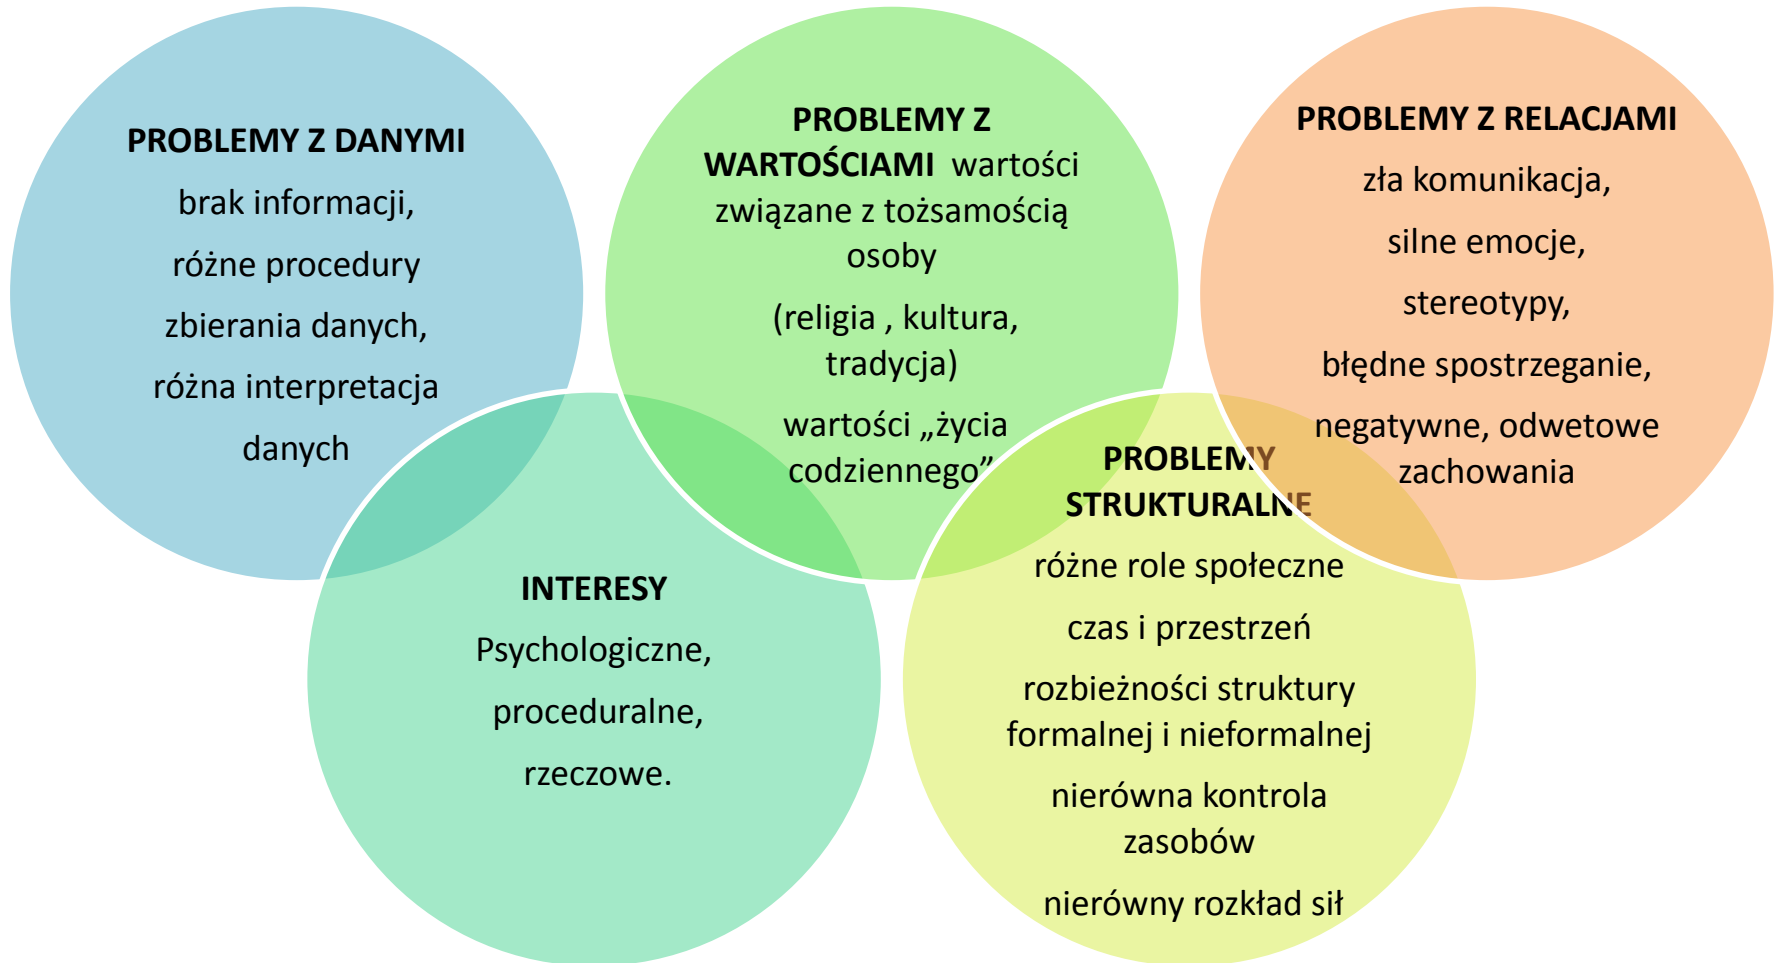 PROBLEMY Z DANYMI
brak informacji,
różne procedury
zbierania danych,
różna interpretacja
danych
INTERESY
Psychologiczne,
proceduralne,
rzeczowe.
PROBLEMY Z
WARTOŚCIAMI wartości
związane z tożsamością
osoby
(religia , kultura,
tradycja)
wartości „życia
codziennego”
PROBLEMY
STRUKTURALNE
różne role społeczne
czas i przestrzeń
rozbieżności struktury
formalnej i nieformalnej
nierówna kontrola
zasobów
nierówny rozkład sił
PROBLEMY Z RELACJAMI
zła komunikacja,
silne emocje,
stereotypy,
błędne spostrzeganie,
negatywne, odwetowe
zachowania